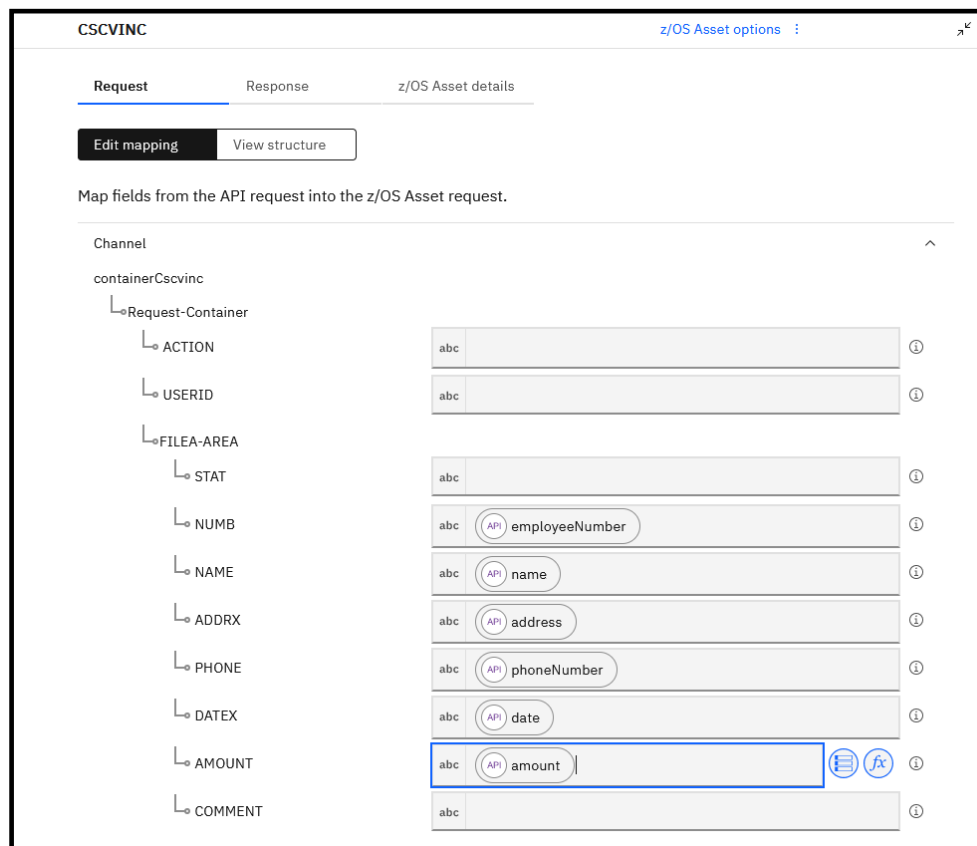 CSCVINC z/OS Asset options
Request Response z/OS Asset details
Edit mapping View structure
Map fields from the API request into the z/OS Asset request.
Channel
containerCscvinc
Request-Container
ACTION abc
USERID abc
FILEA-AREA
STAT abc
NUMB abc API employeeNumber
NAME abc API name
ADDRX abc API address
PHONE abc API phoneNumber
DATEX abc API date
AMOUNT abc API amount fx
COMMENT abc